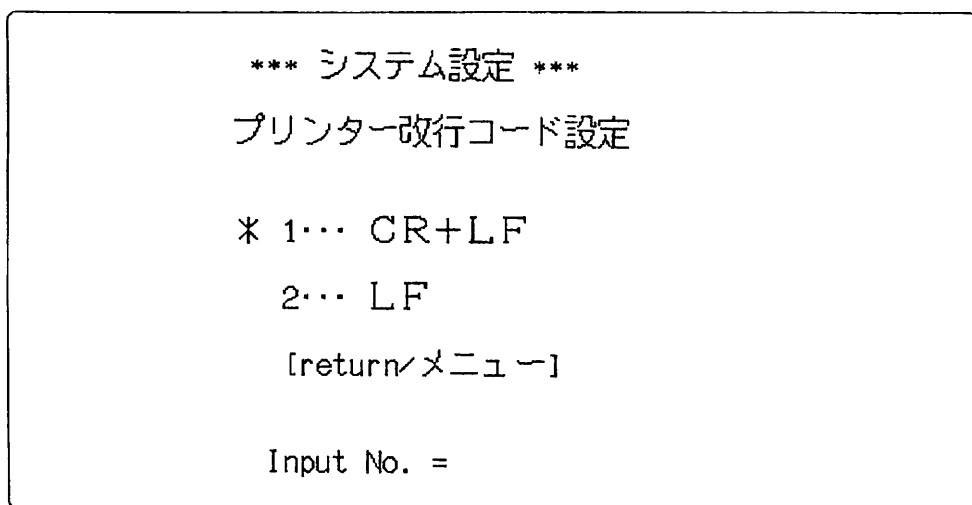 *** システム設定 ***
プリンター改行コード設定
* 1… CR+LF
2… LF
[return/メニュー]
Input No. =